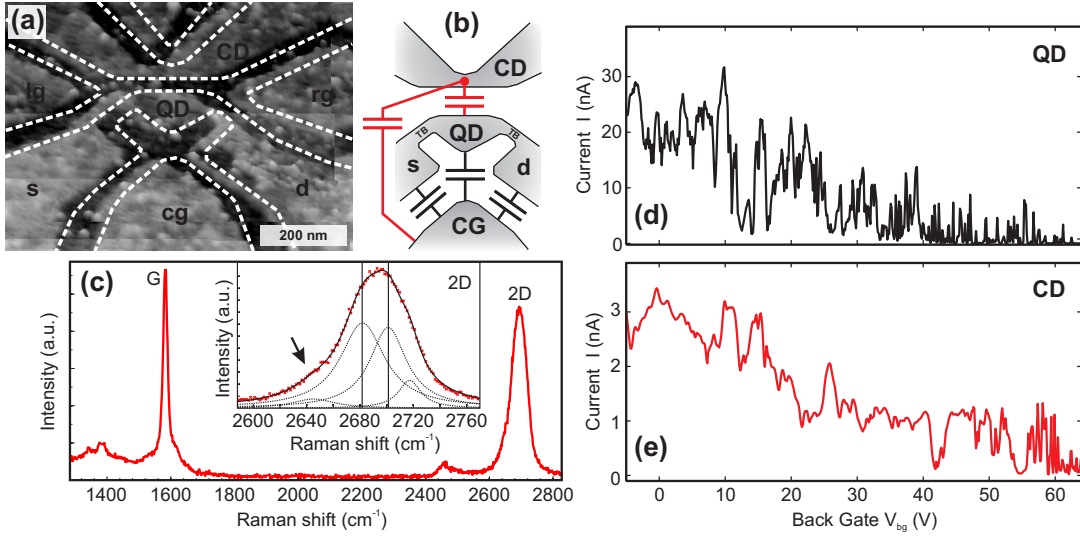 (a)
CD
lg
QD
rg
s
d
cg
200 nm
(b)
CD
TB
QD
TB
s
d
CG
(c)
G
2D
Intensity (a.u.)
1400 1600 1800 2000 2200 2400 2600 2800
Raman shift (cm⁻¹)
2D
Intensity (a.u.)
2600 2640 2680 2720 2760
Raman shift (cm⁻¹)
QD
Current I (nA)
30
20
10
0
(d)
CD
Current I (nA)
3
2
1
0
(e)
0 10 20 30 40 50 60
Back Gate V_bg (V)